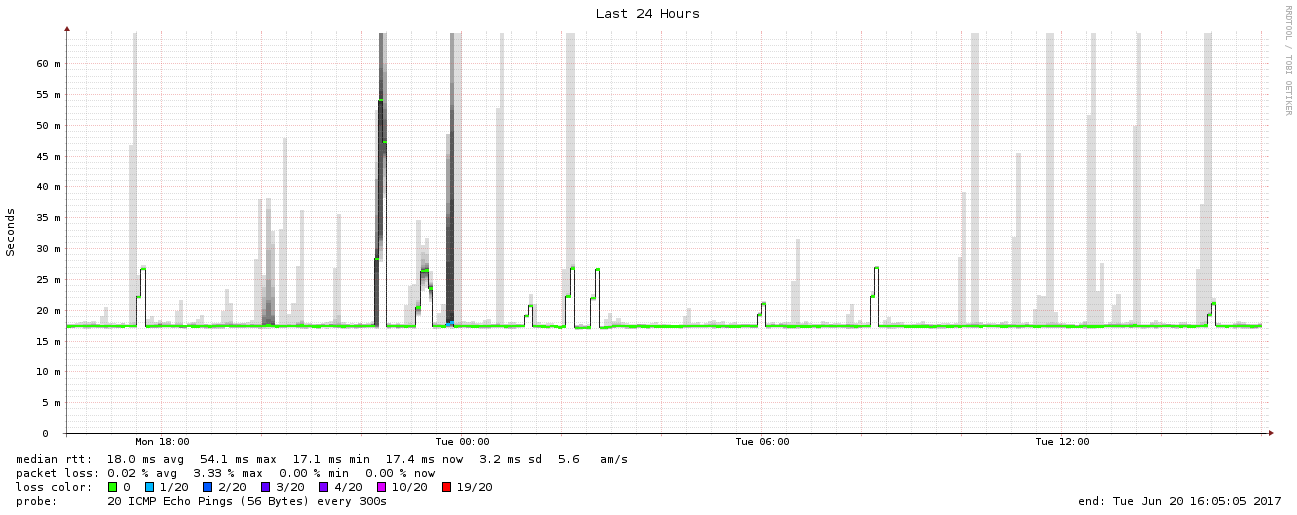 Last 24 Hours
RRDTOOL / TOBI OETIKER
Seconds
60 m
55 m
50 m
45 m
40 m
35 m
30 m
25 m
20 m
15 m
10 m
5 m
0
Mon 18:00 Tue 00:00 Tue 06:00 Tue 12:00
median rtt: 18.0 ms avg 54.1 ms max 17.1 ms min 17.4 ms now 3.2 ms sd 5.6 am/s
packet loss: 0.02 % avg 3.33 % max 0.00 % min 0.00 % now
loss color: 0 1/20 2/20 3/20 4/20 10/20 19/20
probe: 20 ICMP Echo Pings (56 Bytes) every 300s end: Tue Jun 20 16:05:05 2017